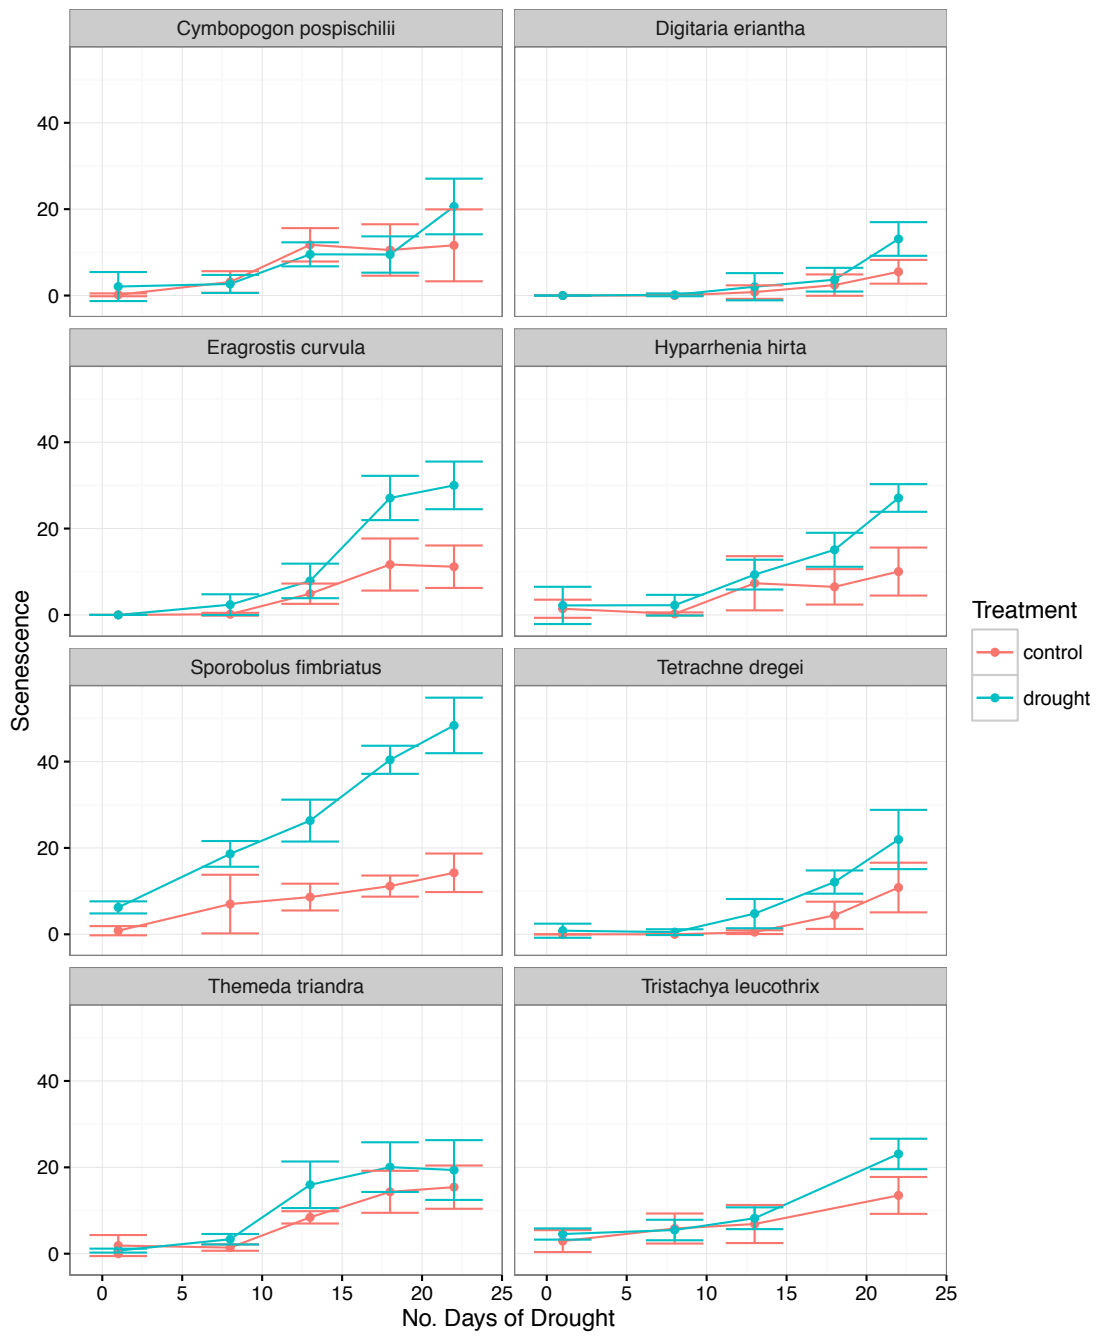 Cymbopogon pospischilii
Digitaria eriantha
40
20
0
Eragrostis curvula
Hyparrhenia hirta
40
20
0
Scenescence
Treatment
control
drought
Sporobolus fimbriatus
Tetrachne dregei
40
20
0
Themeda triandra
Tristachya leucothrix
40
20
0
0 5 10 15 20 25 0 5 10 15 20 25
No. Days of Drought